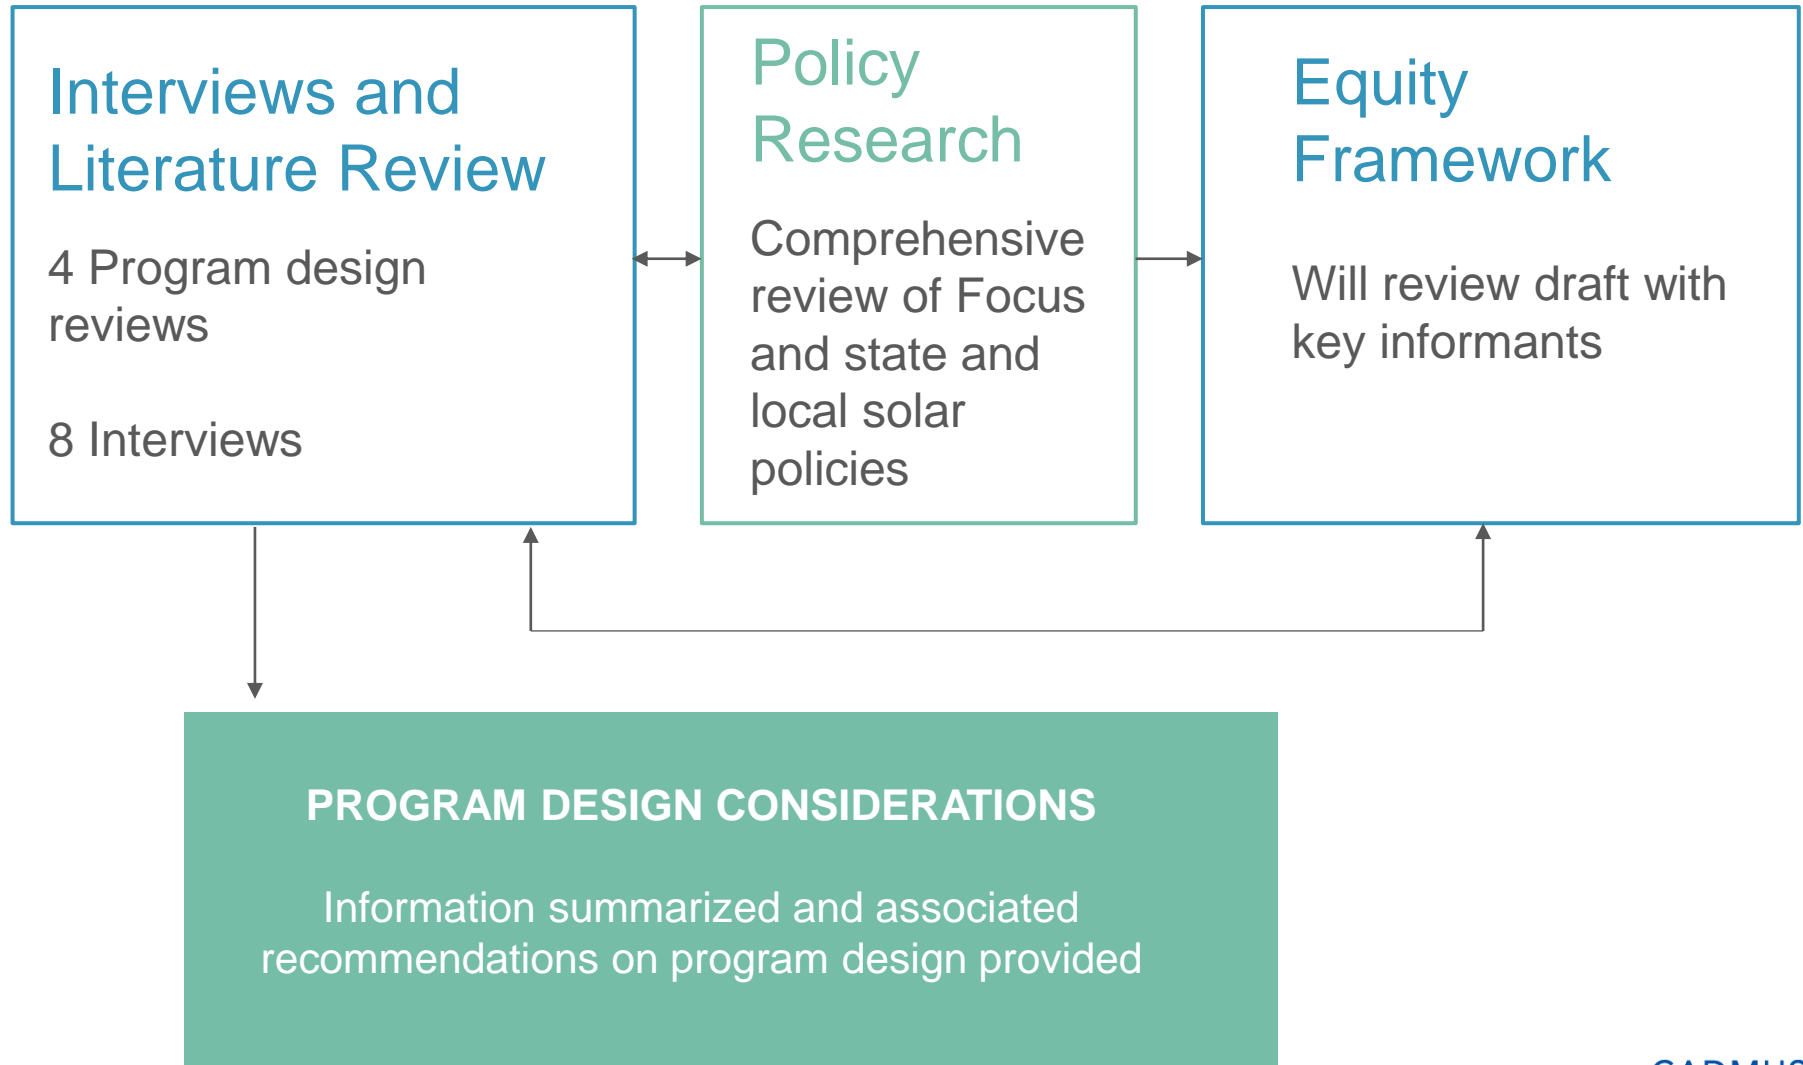 Interviews and
Literature Review
4 Program design
reviews
8 Interviews
Policy
Research
Comprehensive
review of Focus
and state and
local solar
policies
Equity
Framework
Will review draft with
key informants
PROGRAM DESIGN CONSIDERATIONS
Information summarized and associated
recommendations on program design provided
CADMUS